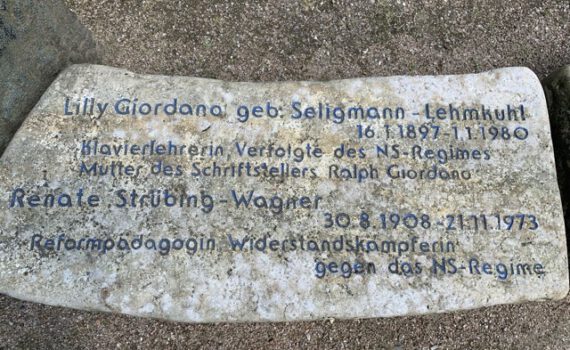 Lilly Giordano geb: Seligmann-Lehmkuhl
16.1.1897-1.1.1980
Klavierlehrerin, Verfolgte des NS-Regimes
Mutter des Schriftstellers Ralph Giordano
Renate Strübing-Wagner
30.8.1908-21.11.1973
Reformpädagogin Widerstandskämpferin
gegen das NS-Regime